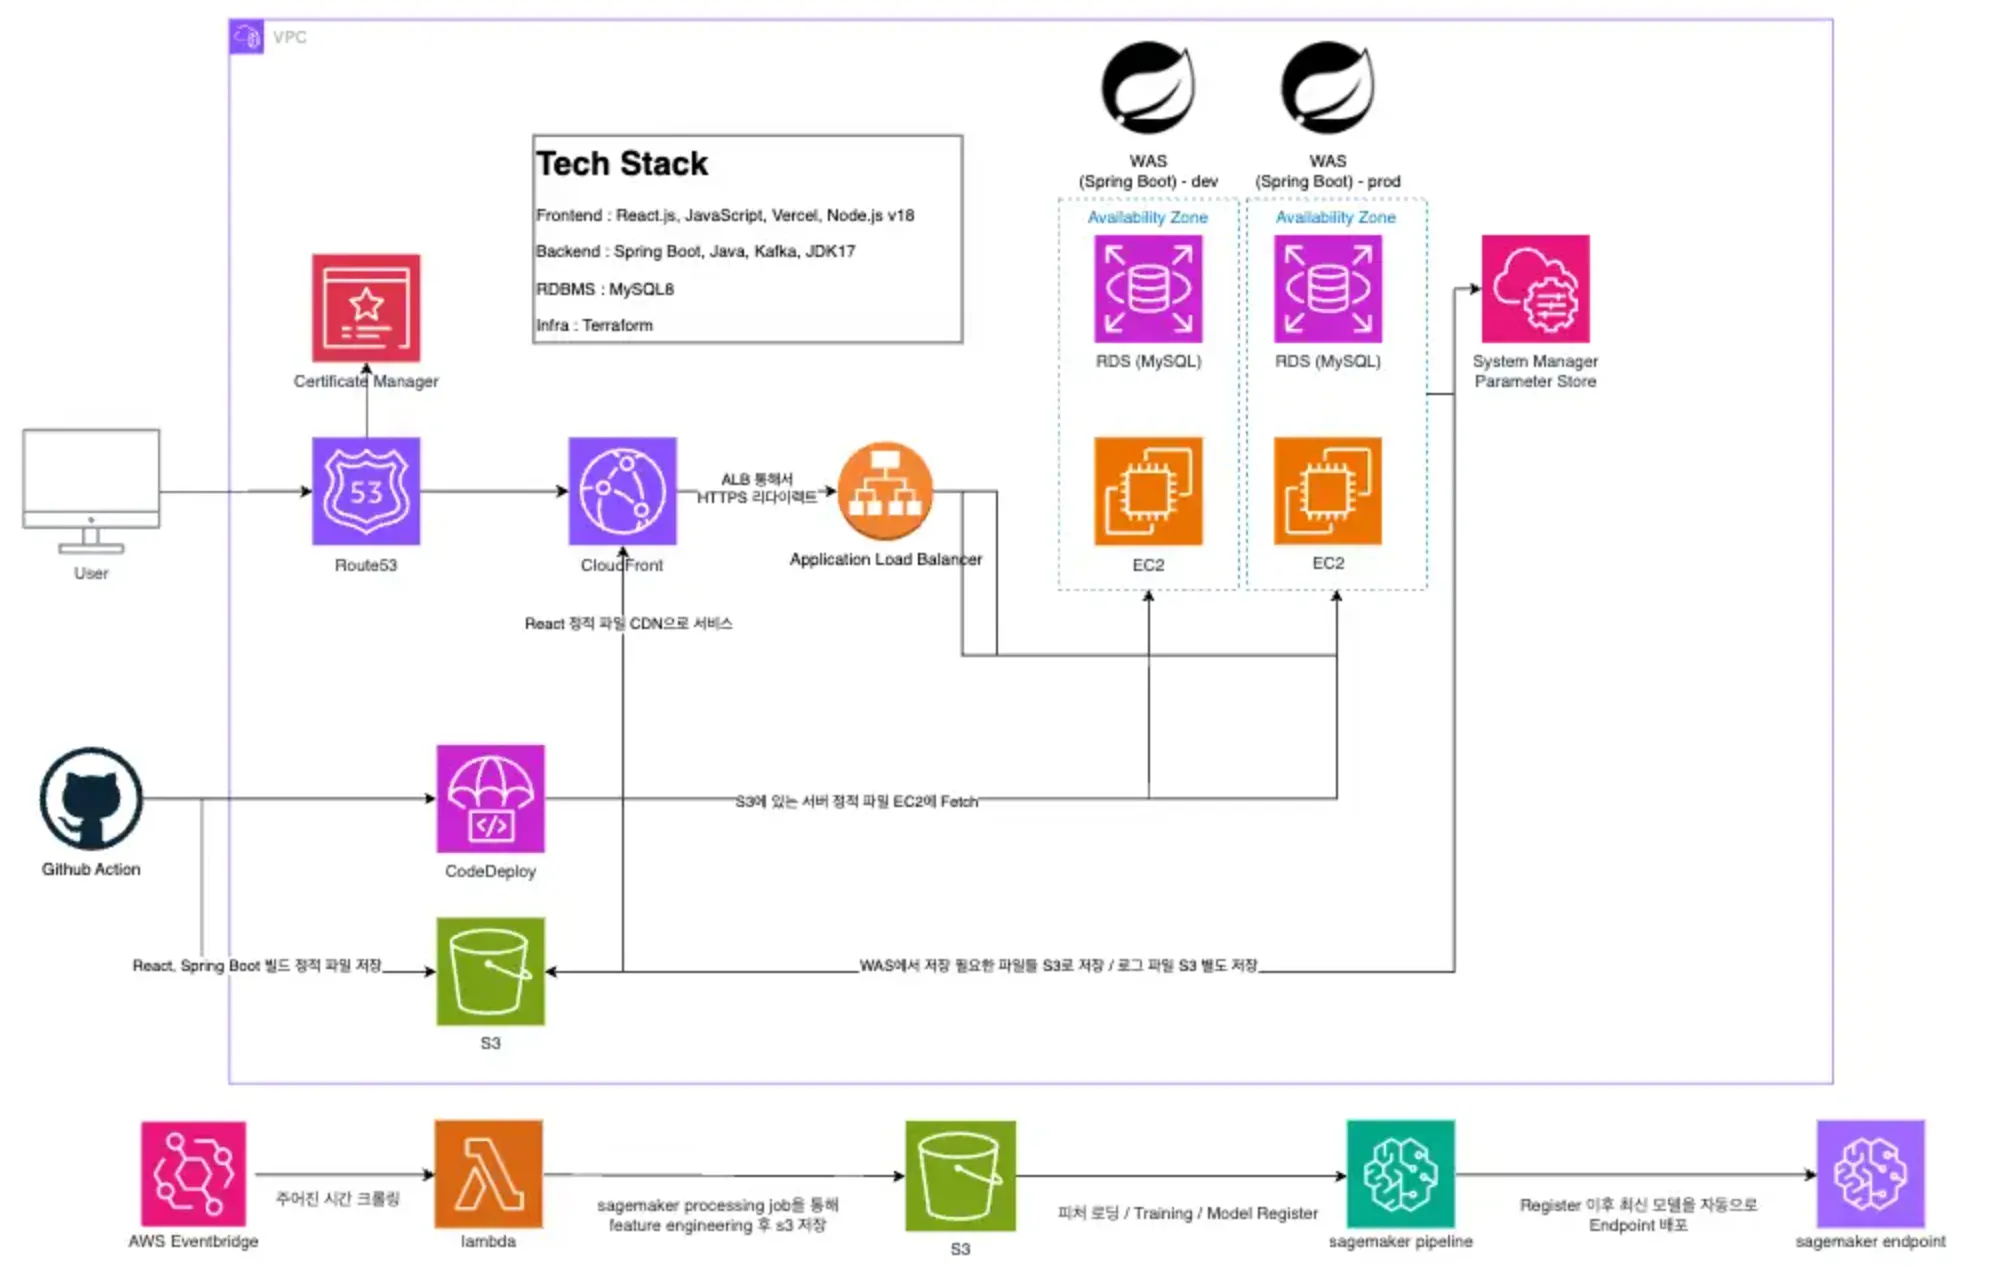 VPC
WAS
(Spring Boot) - dev
WAS
(Spring Boot) - prod
Tech Stack
Frontend : React.js, JavaScript, Vercel, Node.js v18
Backend : Spring Boot, Java, Kafka, JDK17
RDBMS : MySQL8
Infra : Terraform
Availability Zone
Availability Zone
RDS (MySQL)
RDS (MySQL)
System Manager
Parameter Store
Certificate Manager
53
ALB 통해서
HTTPS 리다이렉트
User
Route53
CloudFront
Application Load Balancer
EC2
EC2
React 정적 파일 CDN으로 서비스
S3에 있는 서버 정적 파일 EC2에 Fetch
</>
Github Action
CodeDeploy
React, Spring Boot 빌드 정적 파일 저장
WAS에서 저장 필요한 파일들 S3로 저장 / 로그 파일 S3 별도 저장
S3
주어진 시간 크롤링
sagemaker processing job을 통해
feature engineering 후 s3 저장
피처 로딩 / Training / Model Register
Register 이후 최신 모델을 자동으로
Endpoint 배포
AWS Eventbridge
lambda
S3
sagemaker pipeline
sagemaker endpoint